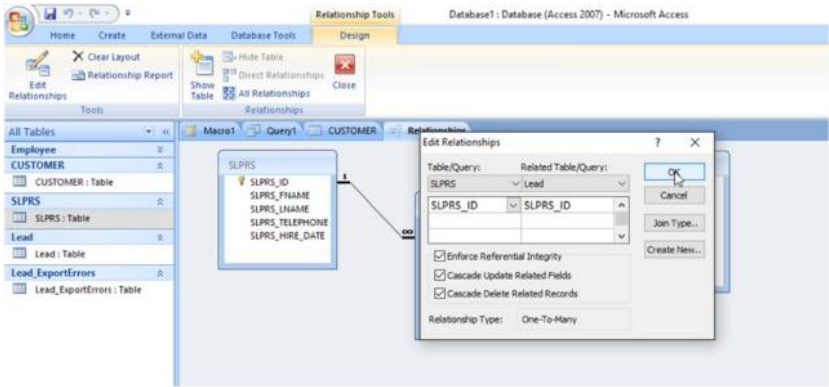 Relationship Tools
Database1 : Database (Access 2007) - Microsoft Access
Home Create External Data Database Tools Design
Edit Relationships
Clear Layout
Relationship Report
Tools
Show Table
Hide Table
Direct Relationships
All Relationships
Close
Relationships
All Tables
Employee
CUSTOMER
CUSTOMER : Table
SLPRS
SLPRS : Table
Lead
Lead : Table
Lead_ExportErrors
Lead_ExportErrors : Table
Macro1 Query1 CUSTOMER Relationships
SLPRS
SLPRS_ID
SLPRS_FNAME
SLPRS_LNAME
SLPRS_TELEPHONE
SLPRS_HIRE_DATE
1
∞
Edit Relationships ? X
Table/Query: Related Table/Query:
SLPRS Lead
SLPRS_ID SLPRS_ID
Enforce Referential Integrity
Cascade Update Related Fields
Cascade Delete Related Records
Relationship Type: One-To-Many
OK
Cancel
Join Type..
Create New..